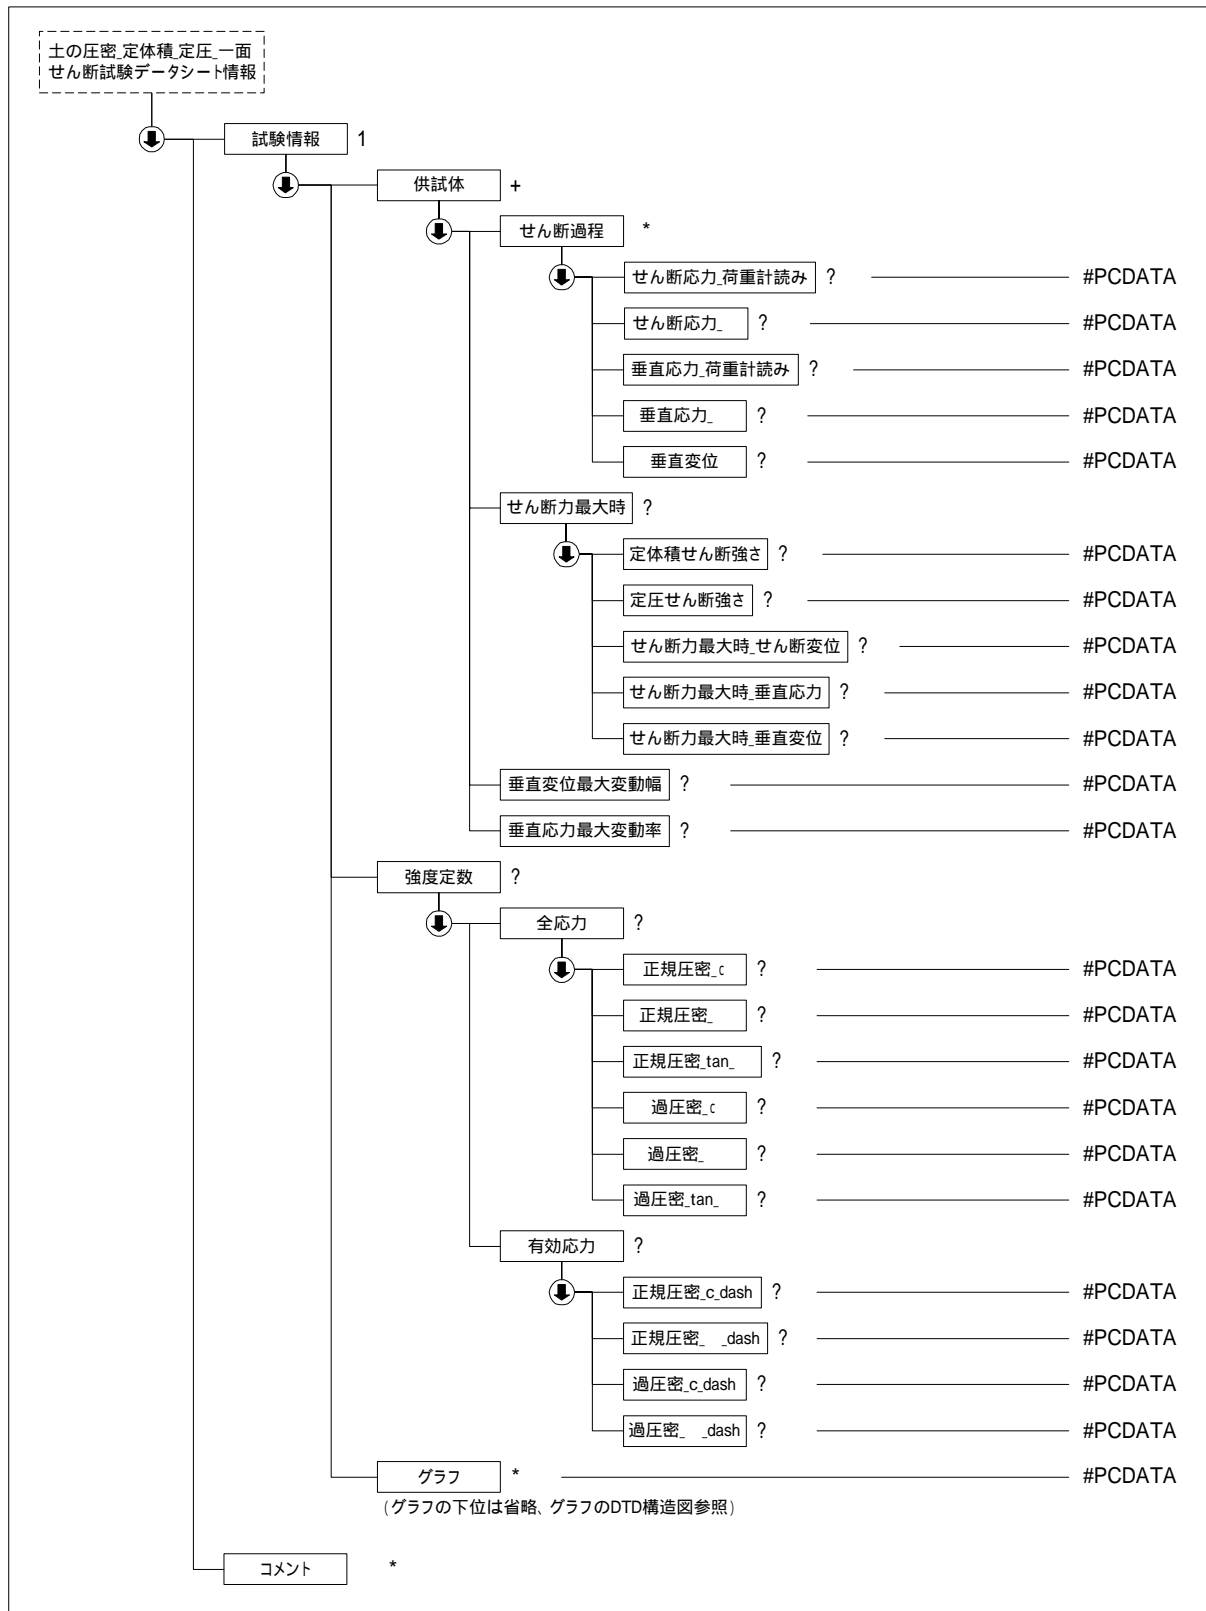 土の圧密_定体積_定圧_一面
せん断試験データシート情報
試験情報 1
供試体 +
せん断過程 *
せん断応力_荷重計読み ? #PCDATA
せん断応力_ ? #PCDATA
垂直応力_荷重計読み ? #PCDATA
垂直応力_ ? #PCDATA
垂直変位 ? #PCDATA
せん断力最大時 ?
定体積せん断強さ ? #PCDATA
定圧せん断強さ ? #PCDATA
せん断力最大時_せん断変位 ? #PCDATA
せん断力最大時_垂直応力 ? #PCDATA
せん断力最大時_垂直変位 ? #PCDATA
垂直変位最大変動幅 ? #PCDATA
垂直応力最大変動率 ? #PCDATA
強度定数 ?
全応力 ?
正規圧密_c ? #PCDATA
正規圧密_ ? #PCDATA
正規圧密_tan_ ? #PCDATA
過圧密_c ? #PCDATA
過圧密_ ? #PCDATA
過圧密_tan_ ? #PCDATA
有効応力 ?
正規圧密_c_dash ? #PCDATA
正規圧密_ _dash ? #PCDATA
過圧密_c_dash ? #PCDATA
過圧密_ _dash ? #PCDATA
グラフ * #PCDATA
(グラフの下位は省略、グラフのDTD構造図参照)
コメント *